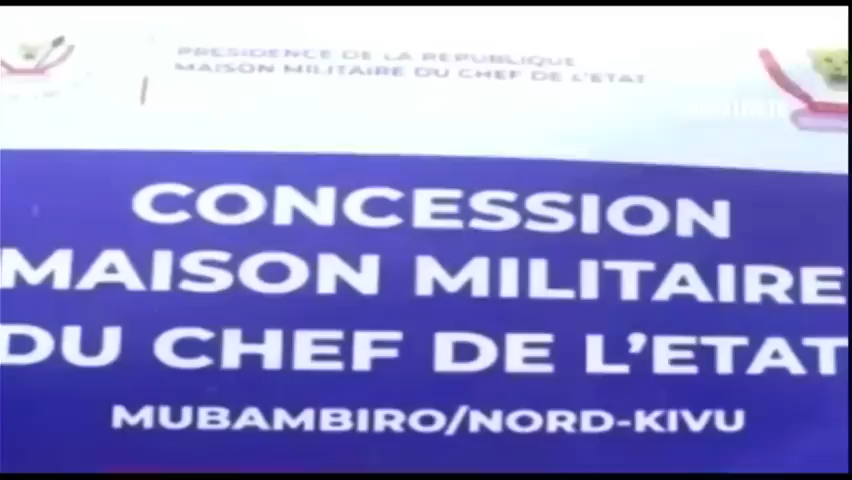 PRESIDENCE DE LA REPUBLIQUE
MAISON MILITAIRE DU CHEF DE L'ETAT
CONCESSION
MAISON MILITAIRE
DU CHEF DE L'ETAT
MUBAMBIRO/NORD-KIVU